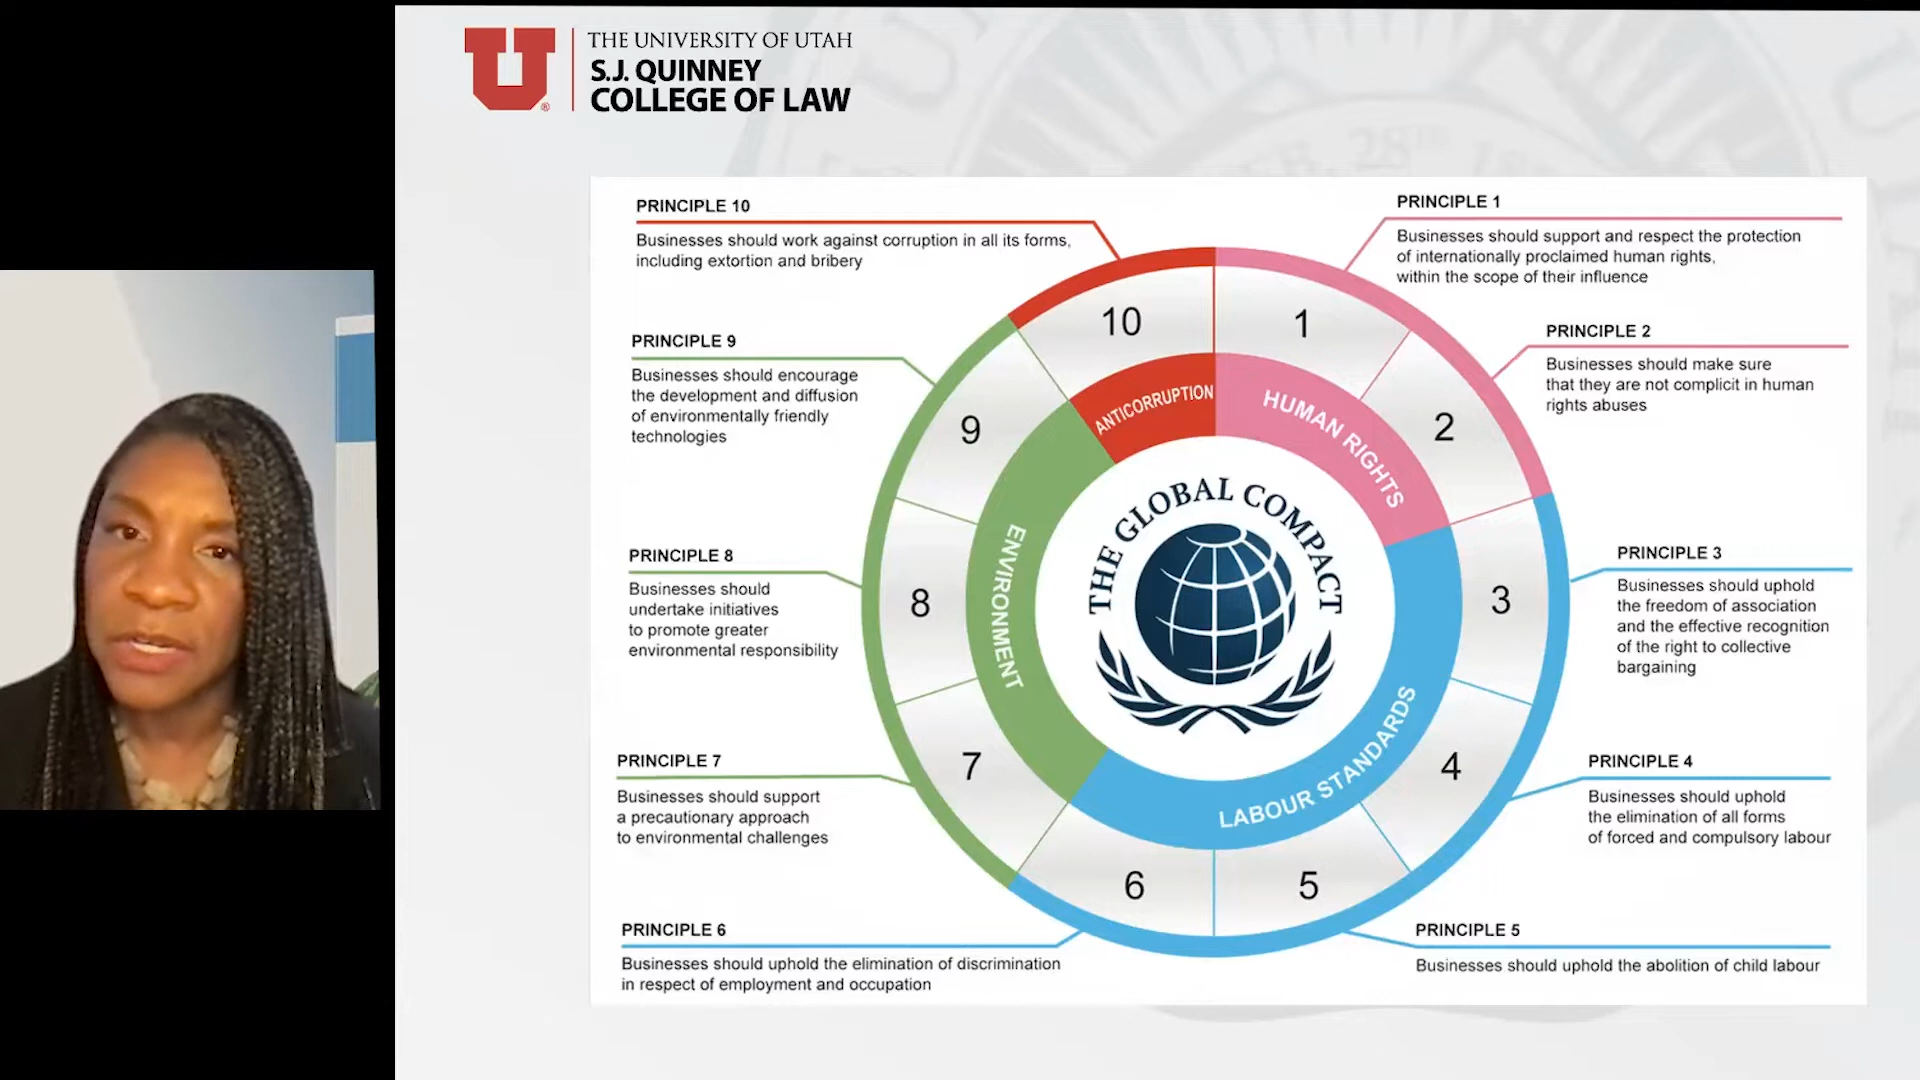 THE UNIVERSITY OF UTAH
S.J. QUINNEY
COLLEGE OF LAW
PRINCIPLE 10
Businesses should work against corruption in all its forms,
including extortion and bribery
PRINCIPLE 1
Businesses should support and respect the protection
of internationally proclaimed human rights,
within the scope of their influence
PRINCIPLE 9
Businesses should encourage
the development and diffusion
of environmentally friendly
technologies
PRINCIPLE 2
Businesses should make sure
that they are not complicit in human
rights abuses
PRINCIPLE 8
Businesses should
undertake initiatives
to promote greater
environmental responsibility
PRINCIPLE 3
Businesses should uphold
the freedom of association
and the effective recognition
of the right to collective
bargaining
PRINCIPLE 7
Businesses should support
a precautionary approach
to environmental challenges
PRINCIPLE 4
Businesses should uphold
the elimination of all forms
of forced and compulsory labour
PRINCIPLE 6
Businesses should uphold the elimination of discrimination
in respect of employment and occupation
PRINCIPLE 5
Businesses should uphold the abolition of child labour
10
1
9
2
8
3
7
4
6
5
ANTICORRUPTION
HUMAN RIGHTS
ENVIRONMENT
LABOUR STANDARDS
THE GLOBAL COMPACT